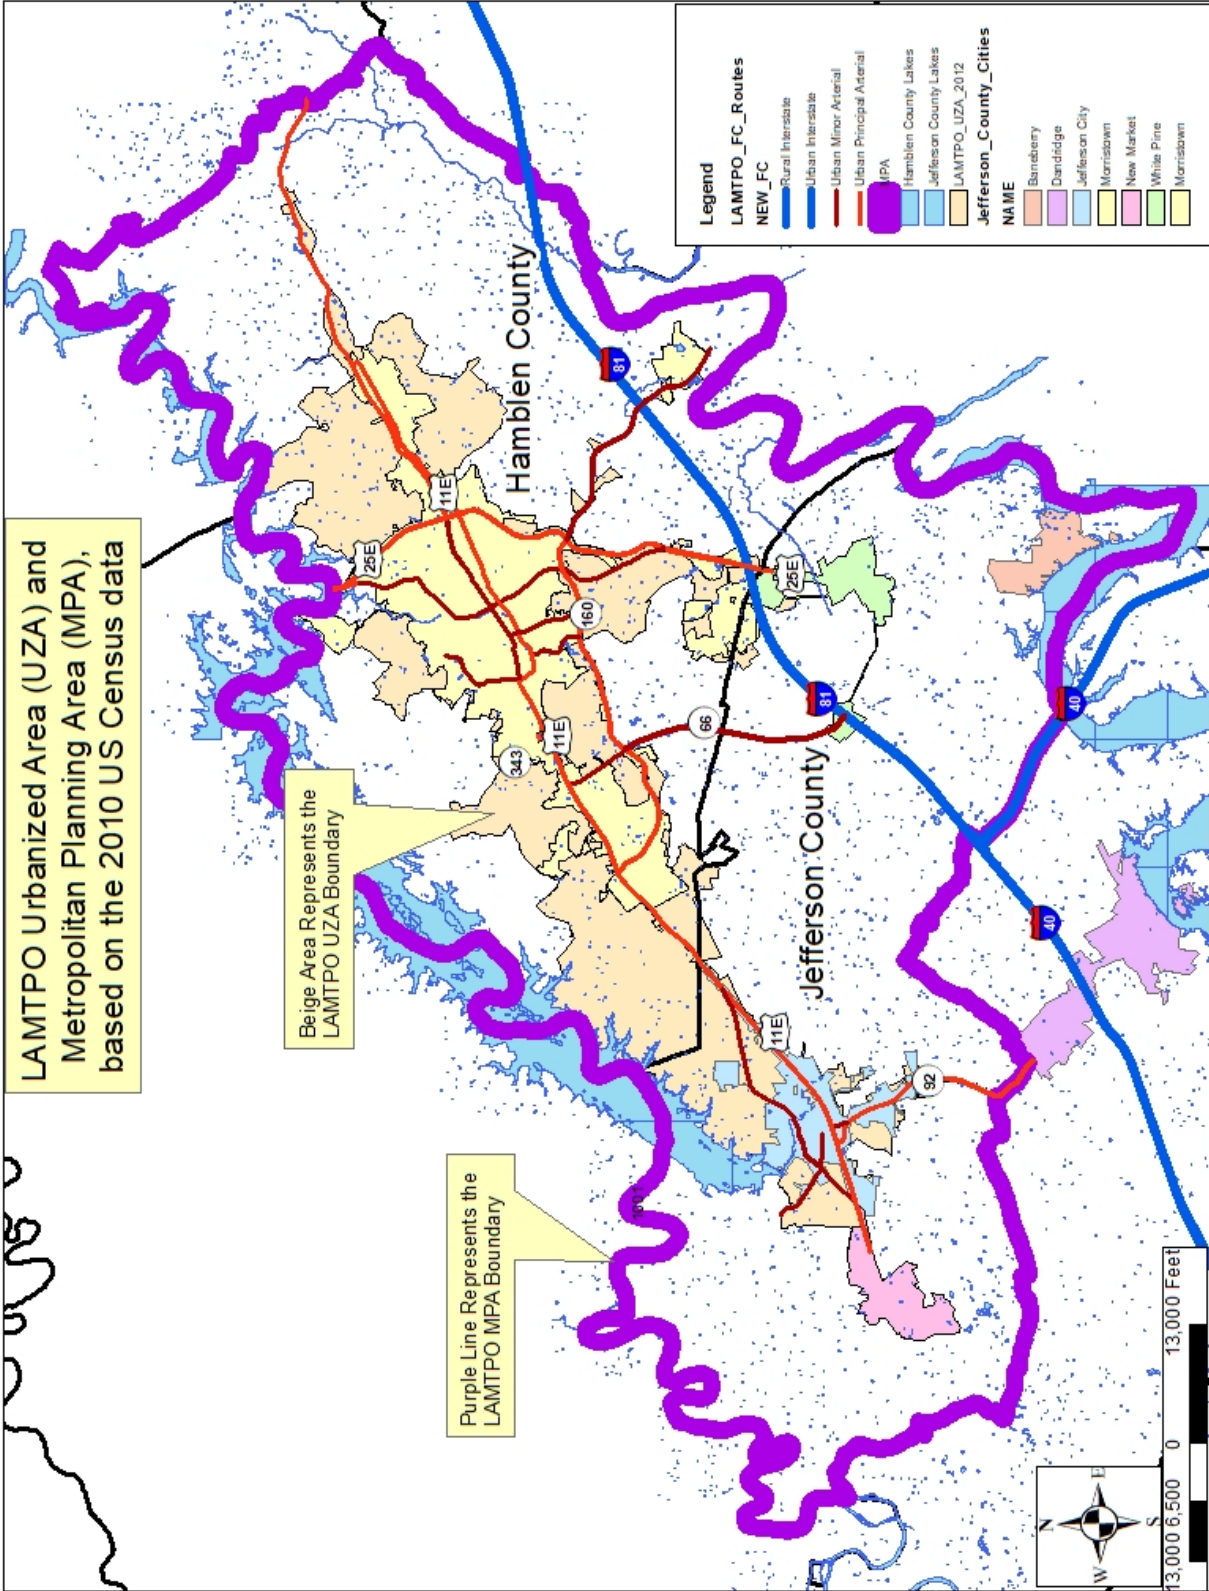 LAMTPO Urbanized Area (UZA) and
Metropolitan Planning Area (MPA),
based on the 2010 US Census data
Beige Area Represents the
LAMTPO UZA Boundary
Purple Line Represents the
LAMTPO MPA Boundary
Hamblen County
Jefferson County
25E
11E
160
343
11E
66
81
25E
81
11E
92
40
40
1001
Legend
LAMTPO_FC_Routes
NEW_FC
Rural Interstate
Urban Interstate
Urban Minor Arterial
Urban Principal Arterial
MPA
Hamblen County Lakes
Jefferson County Lakes
LAMTPO_UZA_2012
Jefferson_County_Cities
NAME
Baneberry
Dandridge
Jefferson City
Morristown
New Market
White Pine
Morristown
N
W
E
S
13,000 6,500 0 13,000 Feet